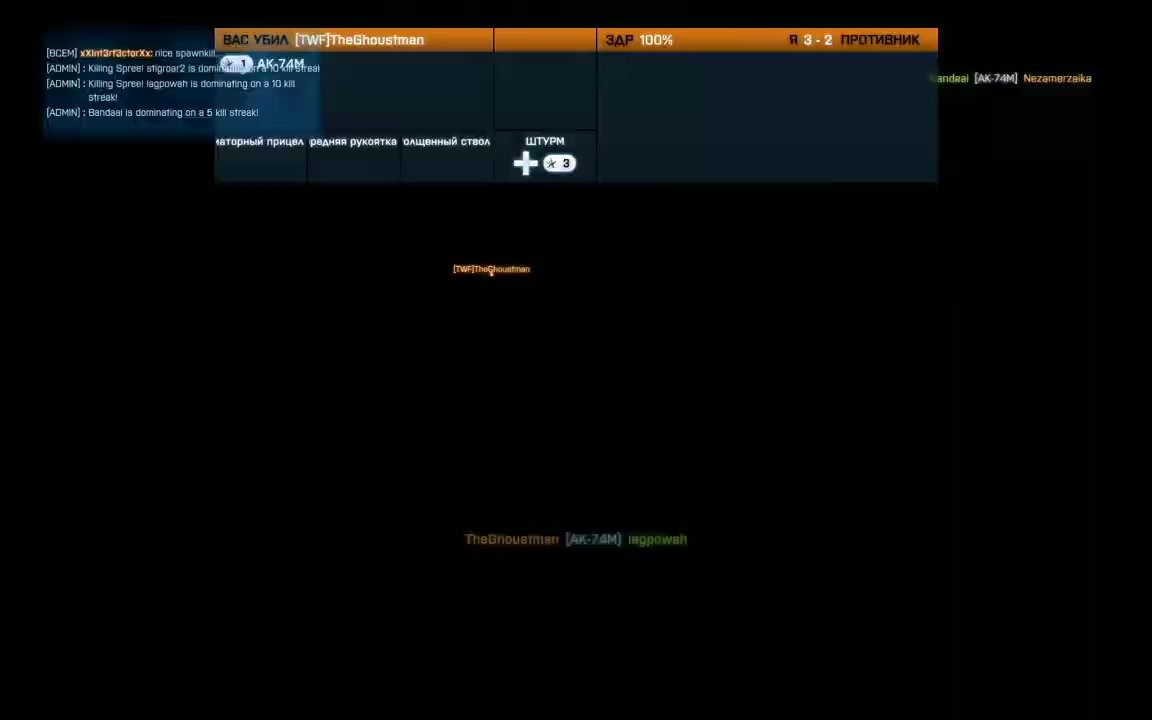 ВАС УБИЛ [TWF]TheGhoustman ЗДР 100% Я 3 - 2 ПРОТИВНИК
[ВСЕМ] xXInt3rf3ctorXx: nice spawnkill
[ADMIN] : Killing Spree! stigroar2 is dominating on a 10 kill streak!
[ADMIN] : Killing Spree! lagpowah is dominating on a 10 kill
streak!
[ADMIN] : Bandaai is dominating on a 5 kill streak!
1 AK-74M
andaai [AK-74M] Nezamerzaika
маторный прицел редняя рукоятка олщенный ствол ШТУРМ
3
[TWF]TheGhoustman
TheGhoustman [AK-74M] lagpowah